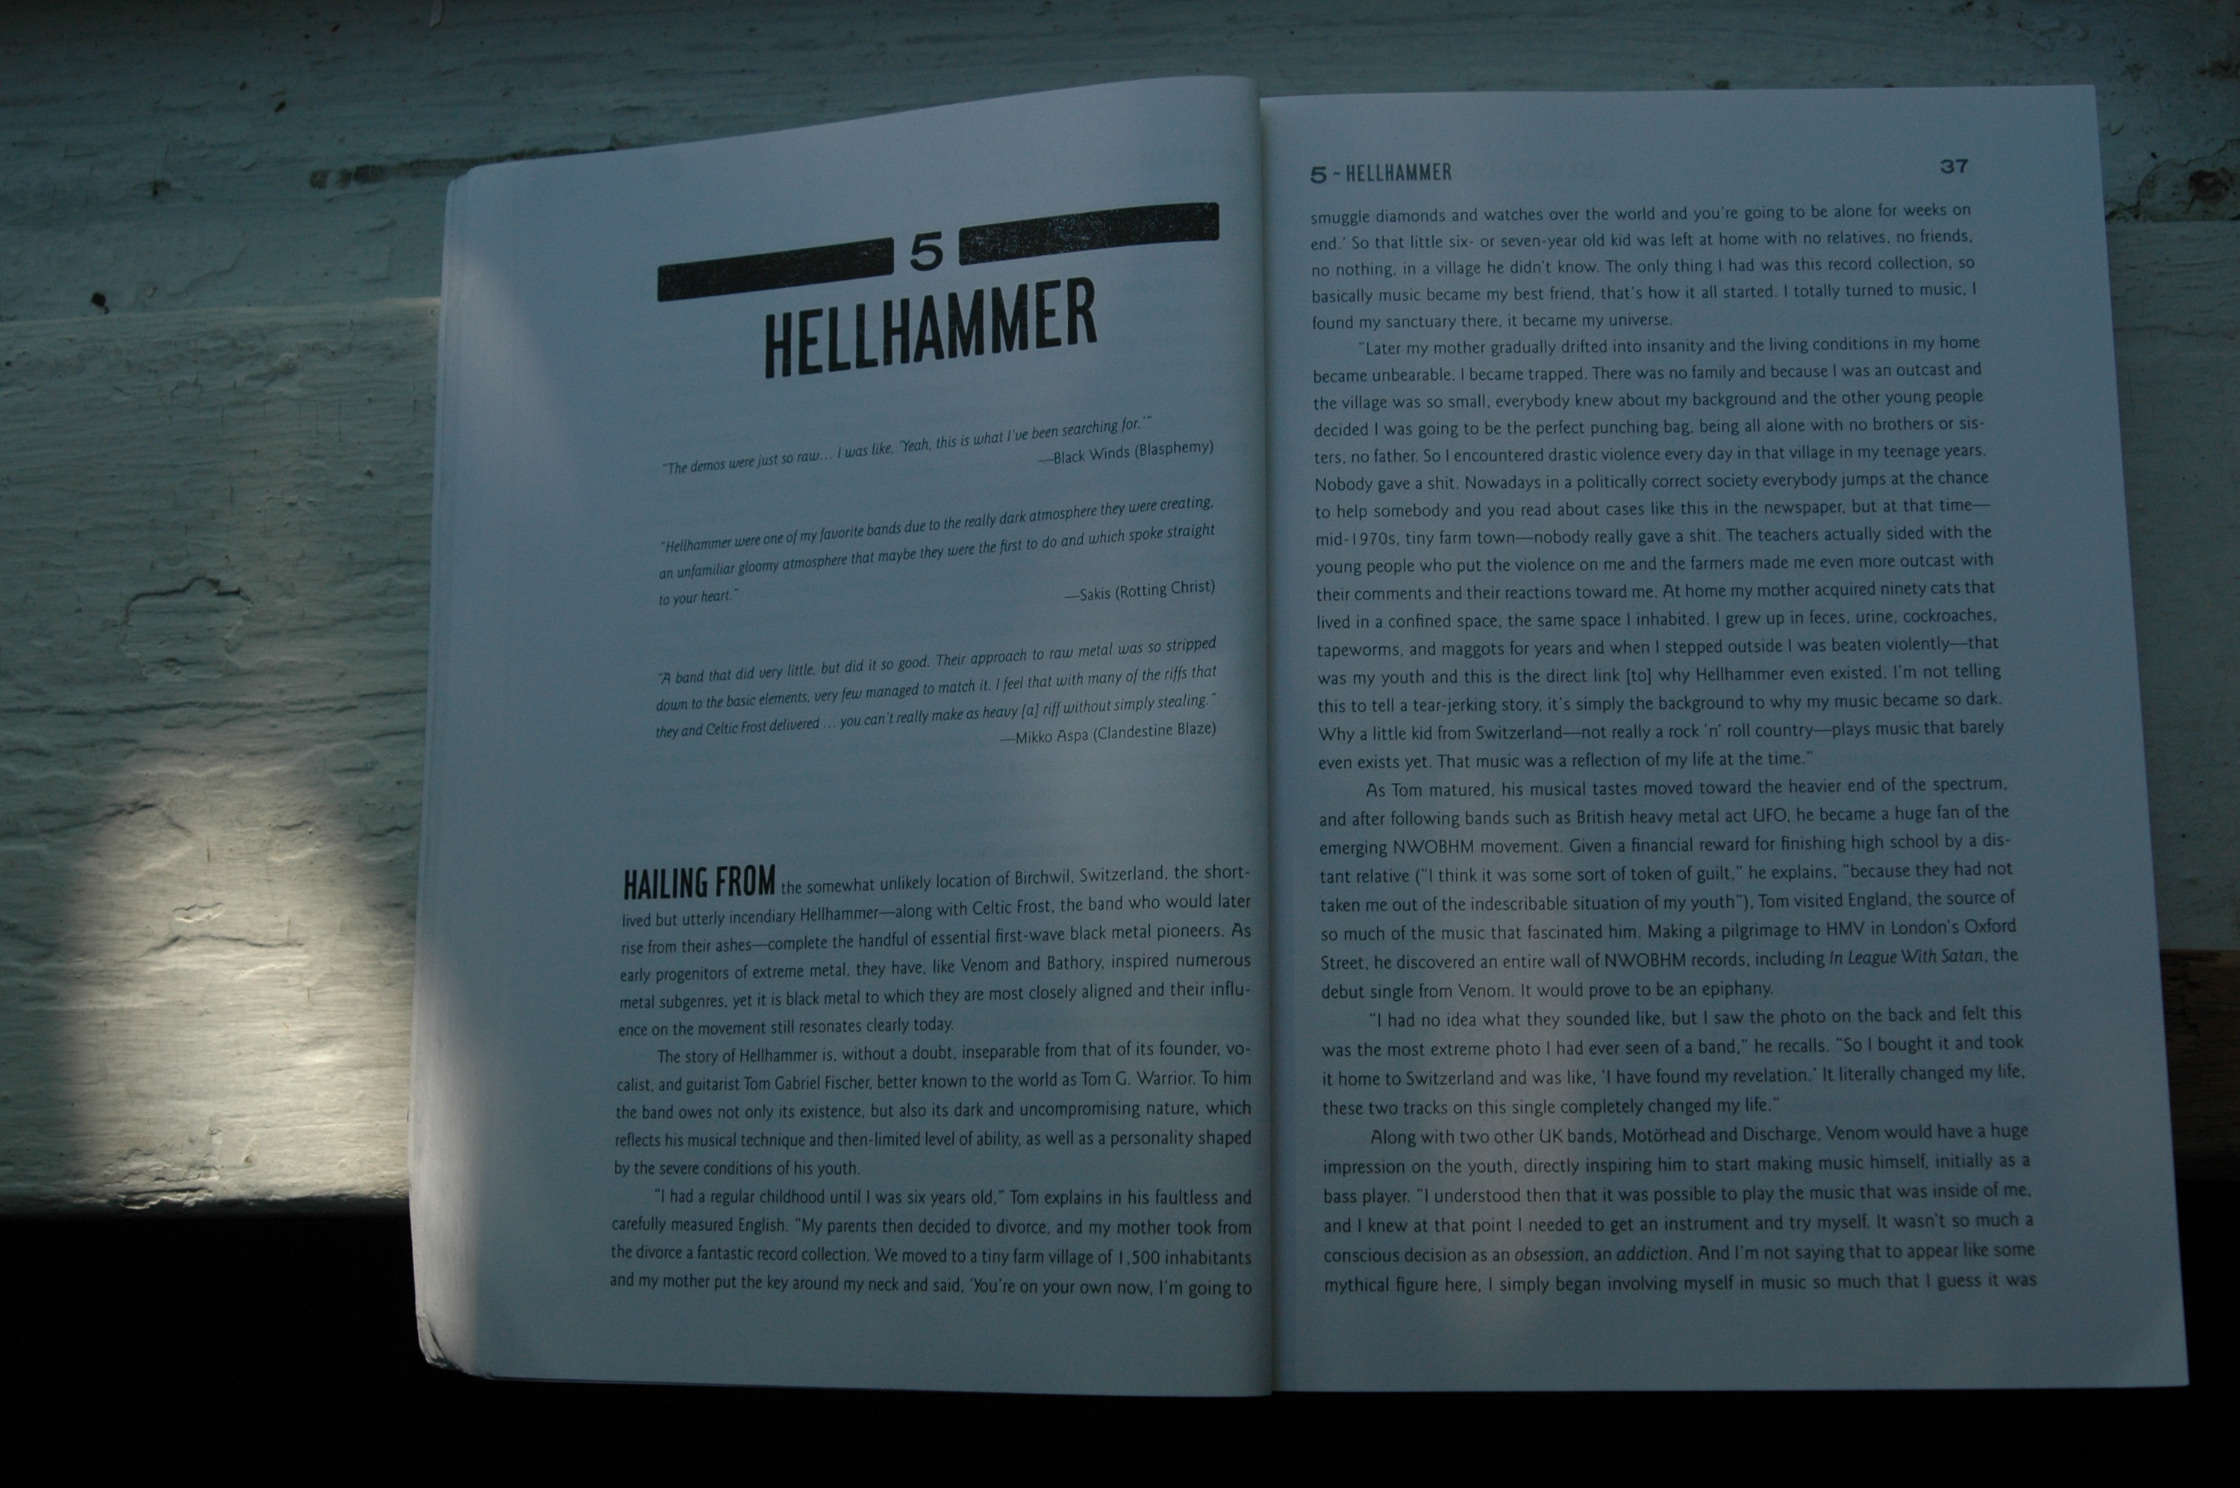 5
HELLHAMMER
"The demos were just so raw... I was like, 'Yeah, this is what I've been searching for.'"
—Black Winds (Blasphemy)
"Hellhammer were one of my favorite bands due to the really dark atmosphere they were creating,
an unfamiliar gloomy atmosphere that maybe they were the first to do and which spoke straight
to your heart."
—Sakis (Rotting Christ)
"A band that did very little, but did it so good. Their approach to raw metal was so stripped
down to the basic elements, very few managed to match it. I feel that with many of the riffs that
they and Celtic Frost delivered ... you can't really make as heavy [a] riff without simply stealing."
—Mikko Aspa (Clandestine Blaze)
HAILING FROM the somewhat unlikely location of Birchwil, Switzerland, the short-
lived but utterly incendiary Hellhammer—along with Celtic Frost, the band who would later
rise from their ashes—complete the handful of essential first-wave black metal pioneers. As
early progenitors of extreme metal, they have, like Venom and Bathory, inspired numerous
metal subgenres, yet it is black metal to which they are most closely aligned and their influ-
ence on the movement still resonates clearly today.
The story of Hellhammer is, without a doubt, inseparable from that of its founder, vo-
calist, and guitarist Tom Gabriel Fischer, better known to the world as Tom G. Warrior. To him
the band owes not only its existence, but also its dark and uncompromising nature, which
reflects his musical technique and then-limited level of ability, as well as a personality shaped
by the severe conditions of his youth.
"I had a regular childhood until I was six years old," Tom explains in his faultless and
carefully measured English. "My parents then decided to divorce, and my mother took from
the divorce a fantastic record collection. We moved to a tiny farm village of 1,500 inhabitants
and my mother put the key around my neck and said, 'You're on your own now, I'm going to
5 - HELLHAMMER 37
smuggle diamonds and watches over the world and you're going to be alone for weeks on
end.' So that little six- or seven-year old kid was left at home with no relatives, no friends,
no nothing, in a village he didn't know. The only thing I had was this record collection, so
basically music became my best friend, that's how it all started. I totally turned to music, I
found my sanctuary there, it became my universe.
"Later my mother gradually drifted into insanity and the living conditions in my home
became unbearable. I became trapped. There was no family and because I was an outcast and
the village was so small, everybody knew about my background and the other young people
decided I was going to be the perfect punching bag, being all alone with no brothers or sis-
ters, no father. So I encountered drastic violence every day in that village in my teenage years.
Nobody gave a shit. Nowadays in a politically correct society everybody jumps at the chance
to help somebody and you read about cases like this in the newspaper, but at that time—
mid-1970s, tiny farm town—nobody really gave a shit. The teachers actually sided with the
young people who put the violence on me and the farmers made me even more outcast with
their comments and their reactions toward me. At home my mother acquired ninety cats that
lived in a confined space, the same space I inhabited. I grew up in feces, urine, cockroaches,
tapeworms, and maggots for years and when I stepped outside I was beaten violently—that
was my youth and this is the direct link [to] why Hellhammer even existed. I'm not telling
this to tell a tear-jerking story, it's simply the background to why my music became so dark.
Why a little kid from Switzerland—not really a rock 'n' roll country—plays music that barely
even exists yet. That music was a reflection of my life at the time."
As Tom matured, his musical tastes moved toward the heavier end of the spectrum,
and after following bands such as British heavy metal act UFO, he became a huge fan of the
emerging NWOBHM movement. Given a financial reward for finishing high school by a dis-
tant relative ("I think it was some sort of token of guilt," he explains, "because they had not
taken me out of the indescribable situation of my youth"), Tom visited England, the source of
so much of the music that fascinated him. Making a pilgrimage to HMV in London's Oxford
Street, he discovered an entire wall of NWOBHM records, including In League With Satan, the
debut single from Venom. It would prove to be an epiphany.
"I had no idea what they sounded like, but I saw the photo on the back and felt this
was the most extreme photo I had ever seen of a band," he recalls. "So I bought it and took
it home to Switzerland and was like, 'I have found my revelation.' It literally changed my life,
these two tracks on this single completely changed my life."
Along with two other UK bands, Motörhead and Discharge, Venom would have a huge
impression on the youth, directly inspiring him to start making music himself, initially as a
bass player. "I understood then that it was possible to play the music that was inside of me,
and I knew at that point I needed to get an instrument and try myself. It wasn't so much a
conscious decision as an obsession, an addiction. And I'm not saying that to appear like some
mythical figure here, I simply began involving myself in music so much that I guess it was